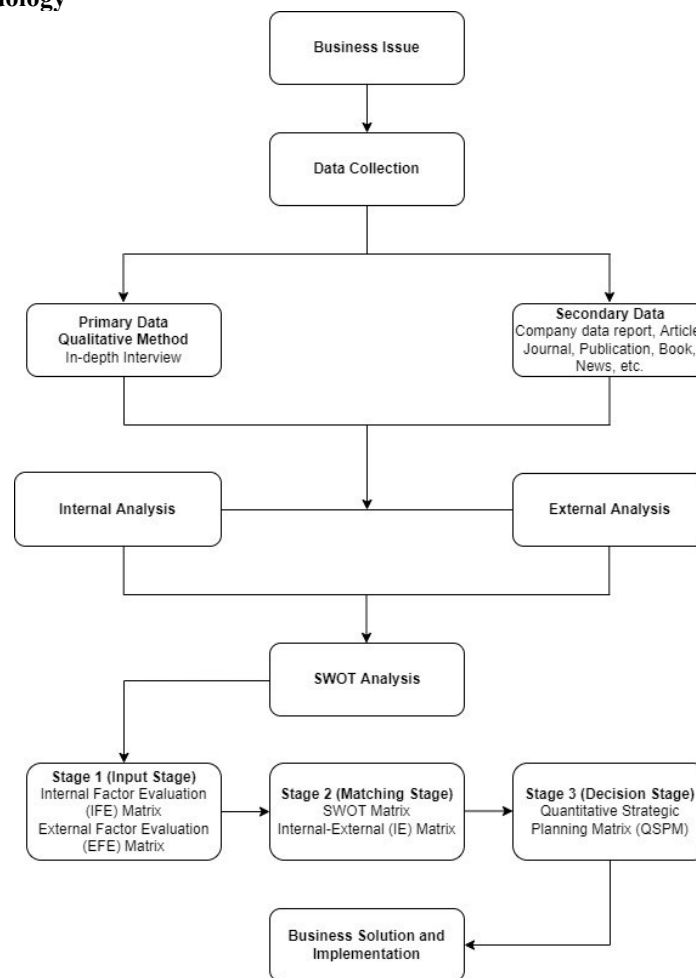 Business Issue
Data Collection
Primary Data
Qualitative Method
In-depth Interview
Secondary Data
Company data report, Article
Journal, Publication, Book,
News, etc.
Internal Analysis
External Analysis
SWOT Analysis
Stage 1 (Input Stage)
Internal Factor Evaluation
(IFE) Matrix
External Factor Evaluation
(EFE) Matrix
Stage 2 (Matching Stage)
SWOT Matrix
Internal-External (IE) Matrix
Stage 3 (Decision Stage)
Quantitative Strategic
Planning Matrix (QSPM)
Business Solution and
Implementation